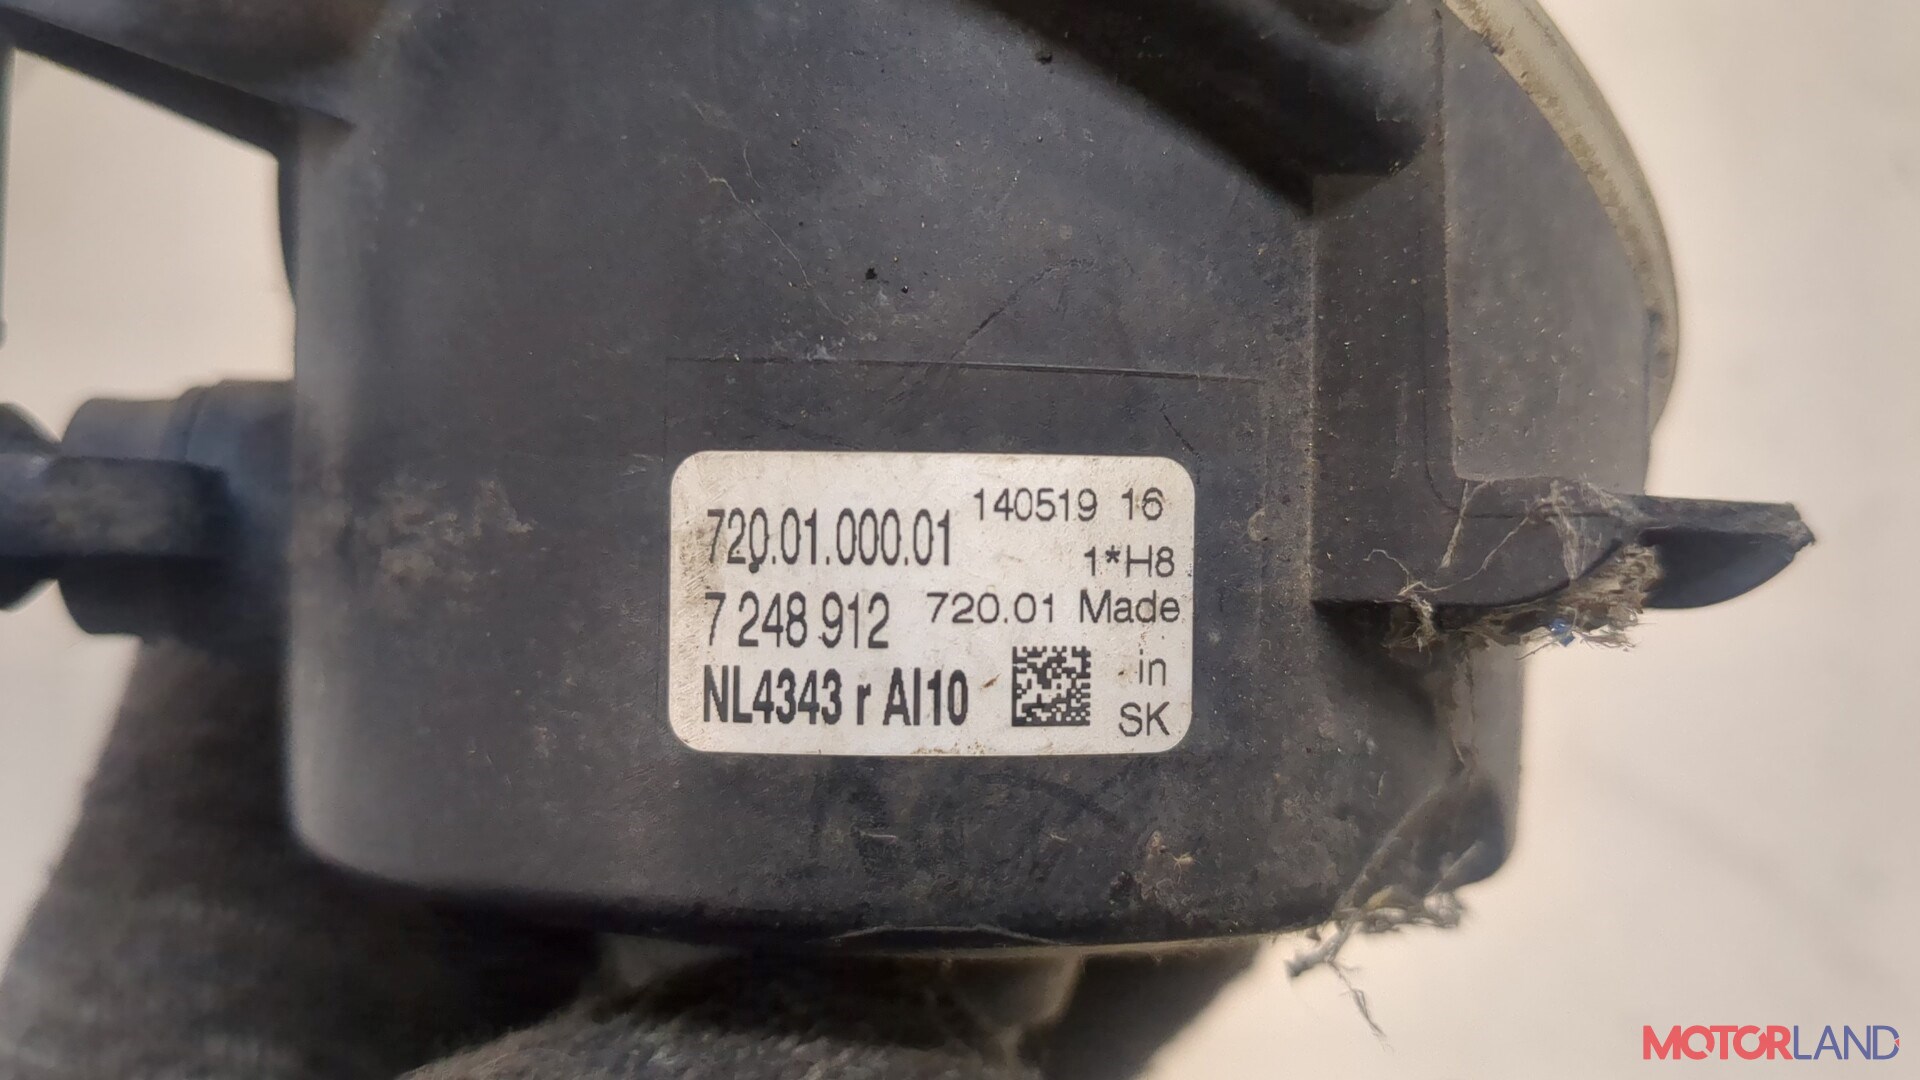 720.01.000.01 140519 16
1*H8
7 248 912 720.01 Made
in
NL4343 r AI10 SK
MOTORLAND